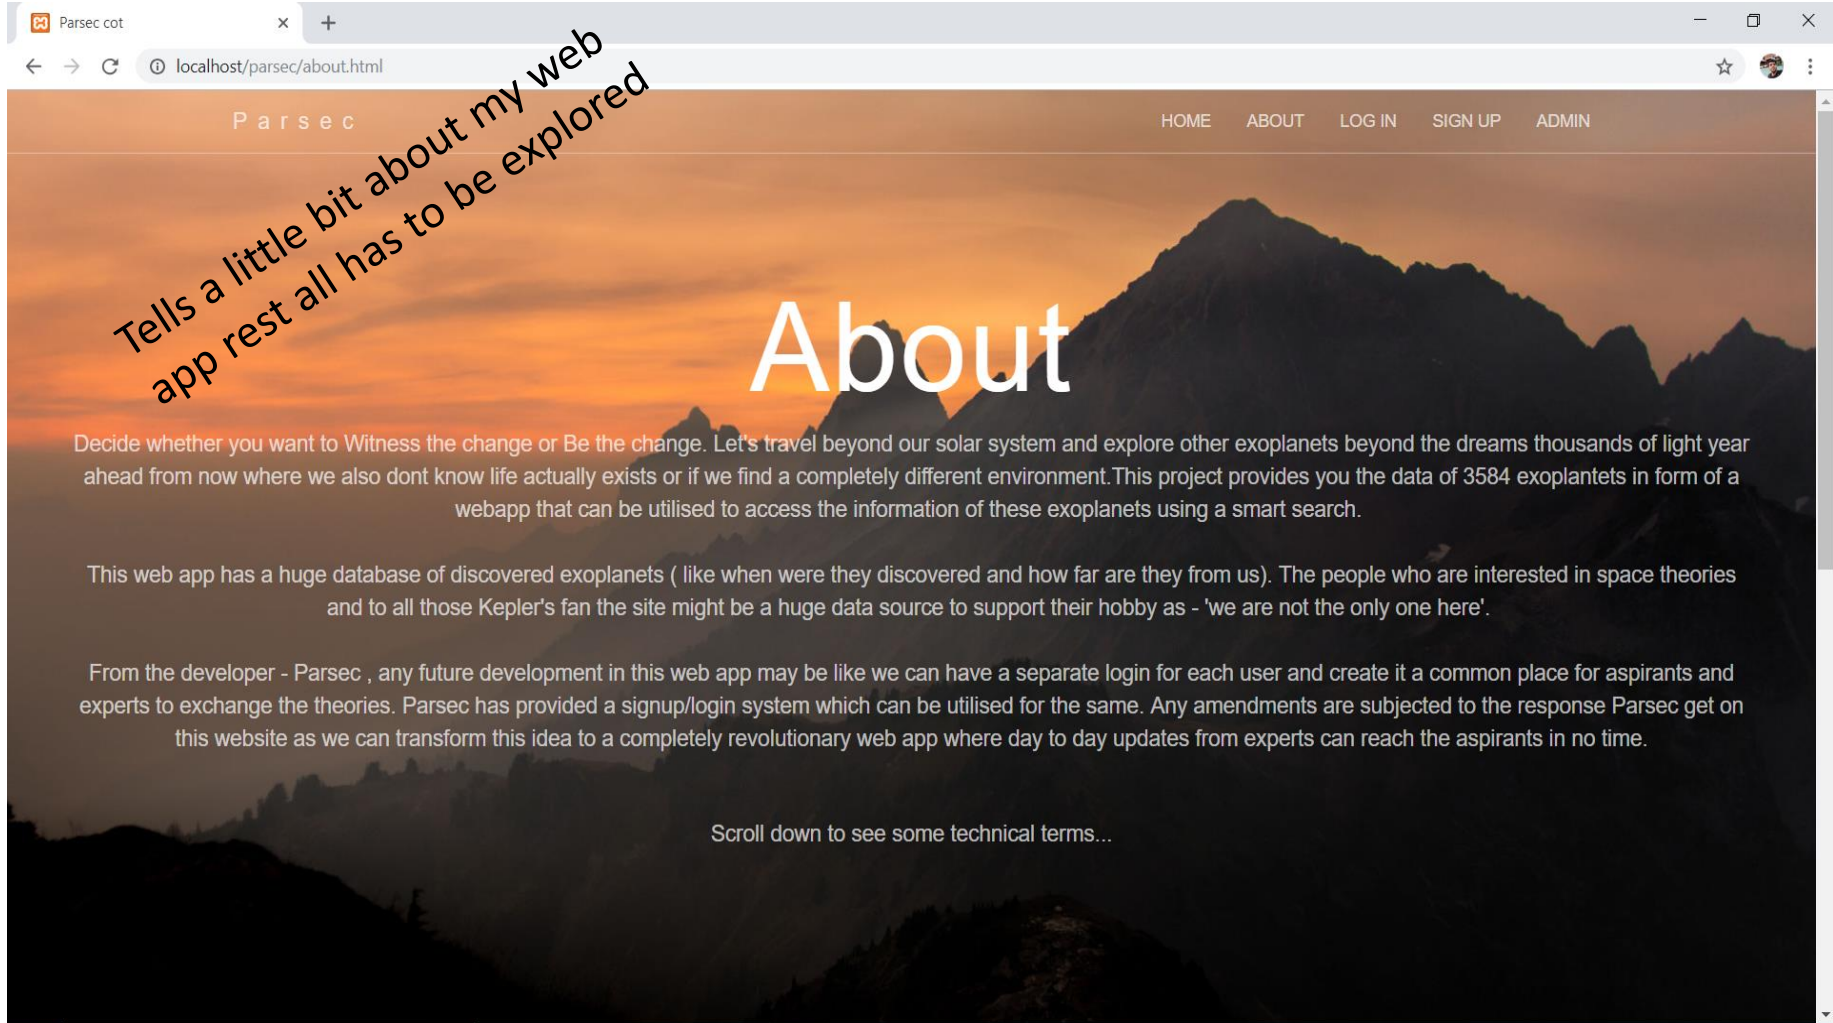 Parsec cot
localhost/parsec/about.html
Parsec
HOME ABOUT LOG IN SIGN UP ADMIN
Tells a little bit about my web
app rest all has to be explored
About
Decide whether you want to Witness the change or Be the change. Let's travel beyond our solar system and explore other exoplanets beyond the dreams thousands of light year
ahead from now where we also dont know life actually exists or if we find a completely different environment.This project provides you the data of 3584 exoplantets in form of a
webapp that can be utilised to access the information of these exoplanets using a smart search.
This web app has a huge database of discovered exoplanets ( like when were they discovered and how far are they from us). The people who are interested in space theories
and to all those Kepler's fan the site might be a huge data source to support their hobby as - 'we are not the only one here'.
From the developer - Parsec , any future development in this web app may be like we can have a separate login for each user and create it a common place for aspirants and
experts to exchange the theories. Parsec has provided a signup/login system which can be utilised for the same. Any amendments are subjected to the response Parsec get on
this website as we can transform this idea to a completely revolutionary web app where day to day updates from experts can reach the aspirants in no time.
Scroll down to see some technical terms...